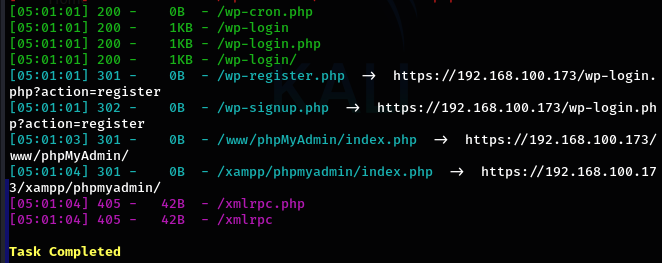 [05:01:01] 200 -    0B  - /wp-cron.php
[05:01:01] 200 -    1KB - /wp-login
[05:01:01] 200 -    1KB - /wp-login.php
[05:01:01] 200 -    1KB - /wp-login/
[05:01:01] 301 -    0B  - /wp-register.php  ->  https://192.168.100.173/wp-login.
php?action=register
[05:01:01] 302 -    0B  - /wp-signup.php  ->  https://192.168.100.173/wp-login.ph
p?action=register
[05:01:03] 301 -    0B  - /www/phpMyAdmin/index.php  ->  https://192.168.100.173/
www/phpMyAdmin/
[05:01:04] 301 -    0B  - /xampp/phpmyadmin/index.php  ->  https://192.168.100.17
3/xampp/phpmyadmin/
[05:01:04] 405 -   42B  - /xmlrpc.php
[05:01:04] 405 -   42B  - /xmlrpc
Task Completed
KALI